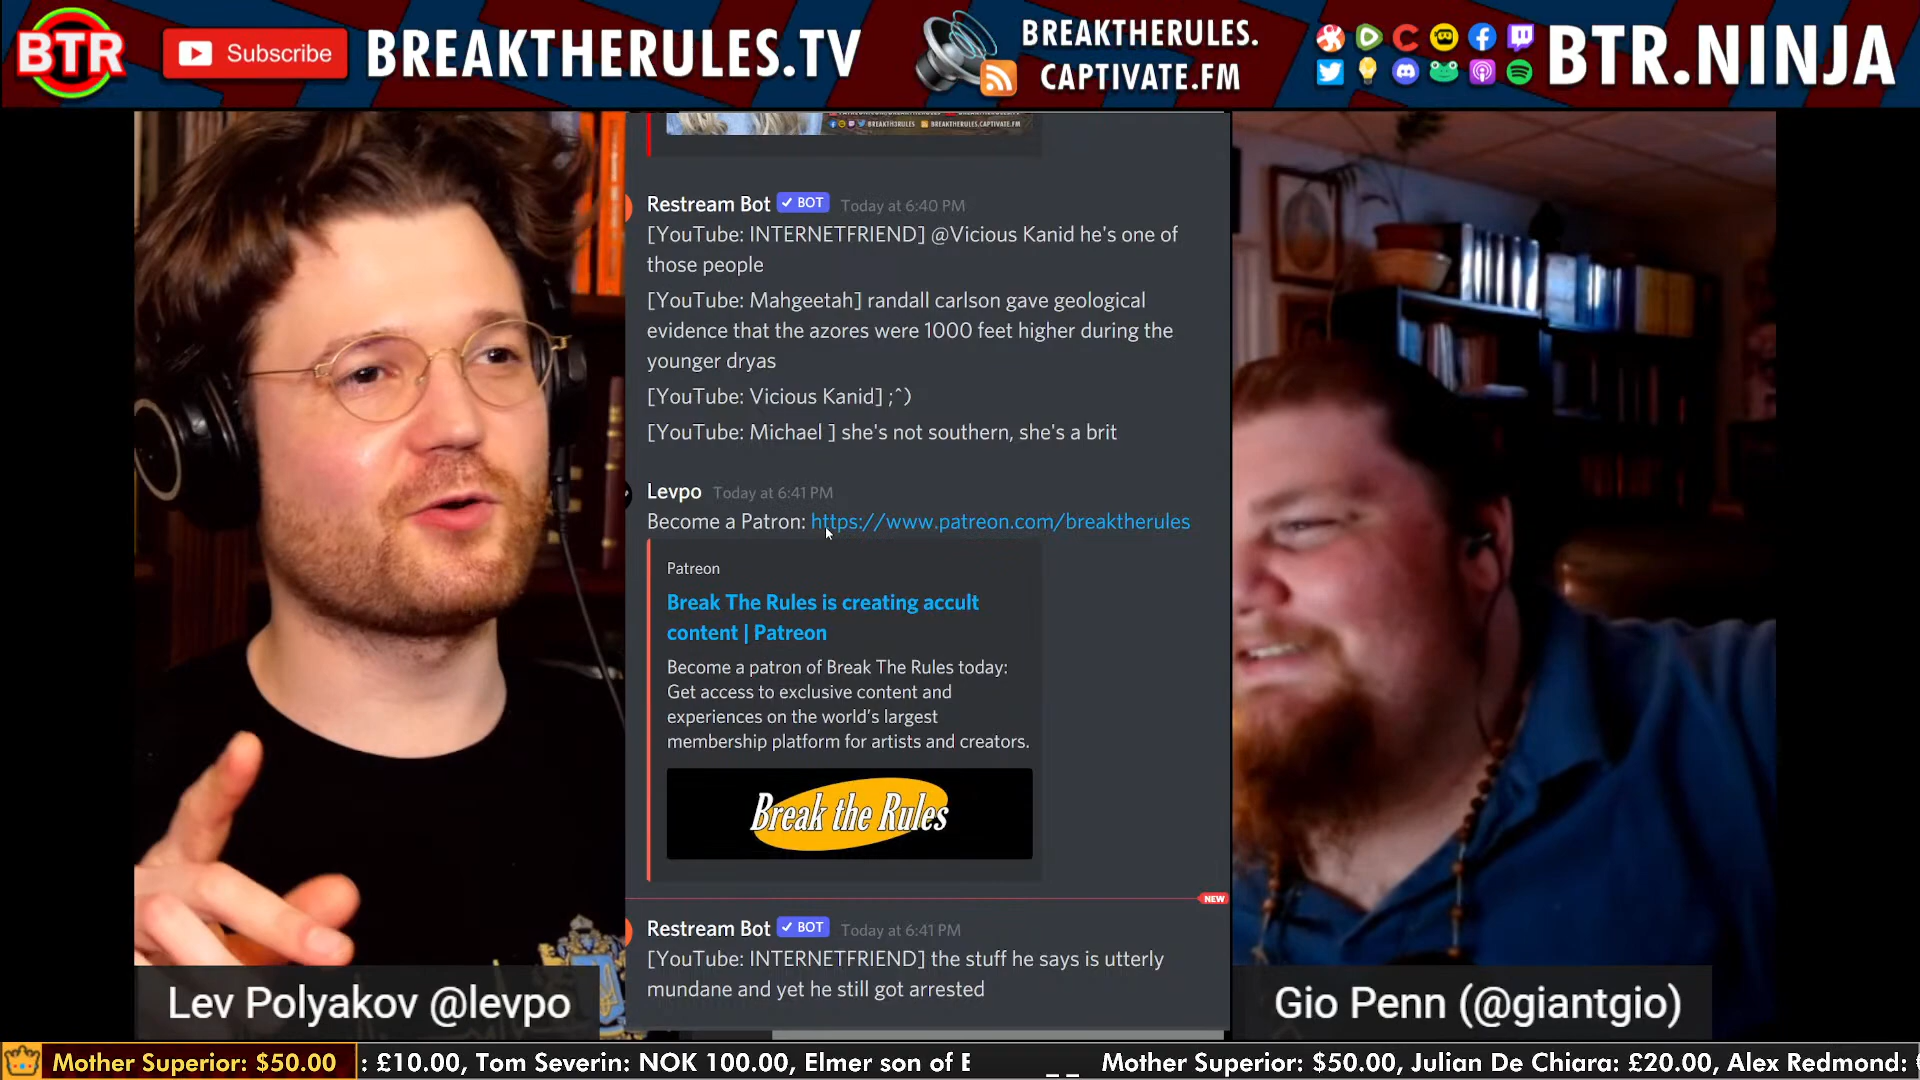 BTR
Subscribe
BREAKTHERULES.TV
BREAKTHERULES.
CAPTIVATE.FM
BTR.NINJA
BREAKTHERULES.CAPTIVATE.FM
Restream Bot ✓ BOT Today at 6:40 PM
[YouTube: INTERNETFRIEND] @Vicious Kanid he's one of
those people
[YouTube: Mahgeetah] randall carlson gave geological
evidence that the azores were 1000 feet higher during the
younger dryas
[YouTube: Vicious Kanid] ;^)
[YouTube: Michael ] she's not southern, she's a brit
Levpo Today at 6:41 PM
Become a Patron: https://www.patreon.com/breaktherules
Patreon
Break The Rules is creating accult
content | Patreon
Become a patron of Break The Rules today:
Get access to exclusive content and
experiences on the world's largest
membership platform for artists and creators.
Break the Rules
NEW
Restream Bot ✓ BOT Today at 6:41 PM
[YouTube: INTERNETFRIEND] the stuff he says is utterly
mundane and yet he still got arrested
Lev Polyakov @levpo
Gio Penn (@giantgio)
Mother Superior: $50.00 : £10.00, Tom Severin: NOK 100.00, Elmer son of _ _ Mother Superior: $50.00, Julian De Chiara: £20.00, Alex Redmond: